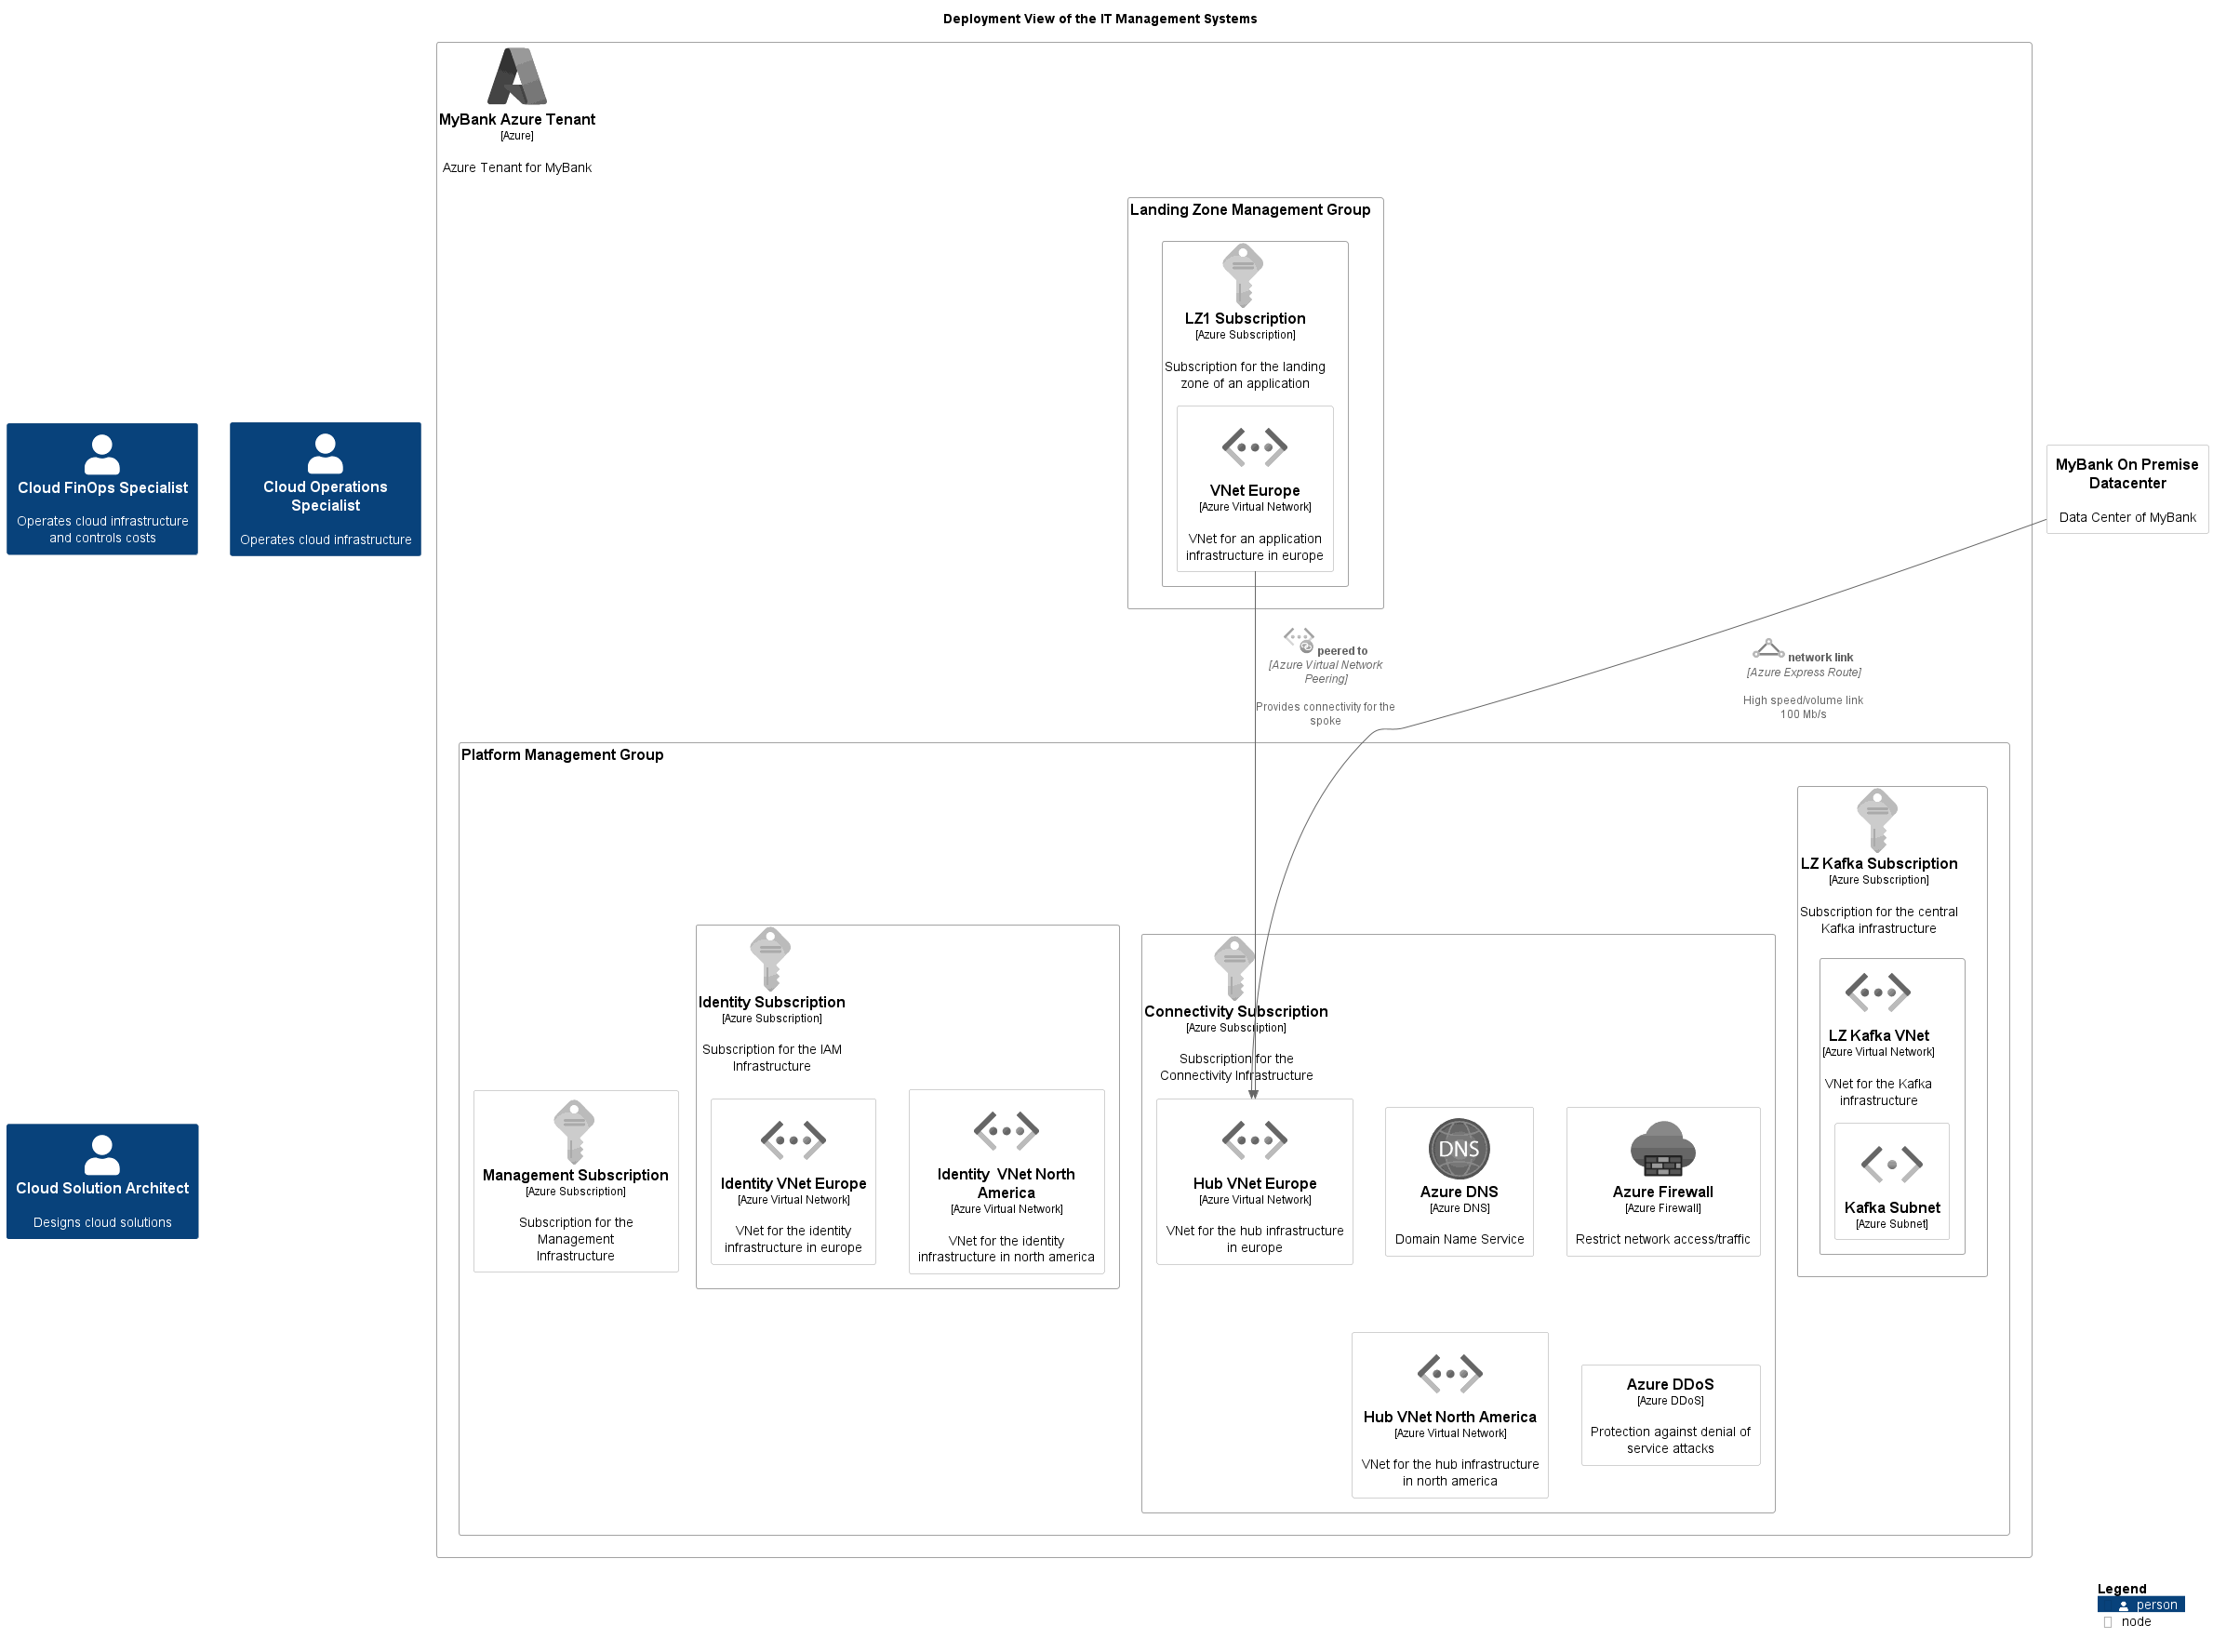 Deployment View of the IT Management Systems
MyBank Azure Tenant
[Azure]
Azure Tenant for MyBank
Landing Zone Management Group
LZ1 Subscription
[Azure Subscription]
Subscription for the landing
zone of an application
VNet Europe
[Azure Virtual Network]
VNet for an application
infrastructure in europe
Cloud FinOps Specialist
Operates cloud infrastructure
and controls costs
Cloud Operations
Specialist
Operates cloud infrastructure
MyBank On Premise
Datacenter
Data Center of MyBank
peered to
[Azure Virtual Network
Peering]
Provides connectivity for the
spoke
network link
[Azure Express Route]
High speed/volume link
100 Mb/s
Platform Management Group
LZ Kafka Subscription
[Azure Subscription]
Subscription for the central
Kafka infrastructure
LZ Kafka VNet
[Azure Virtual Network]
VNet for the Kafka
infrastructure
Kafka Subnet
[Azure Subnet]
Identity Subscription
[Azure Subscription]
Subscription for the IAM
Infrastructure
Connectivity Subscription
[Azure Subscription]
Subscription for the
Connectivity Infrastructure
Cloud Solution Architect
Designs cloud solutions
Management Subscription
[Azure Subscription]
Subscription for the
Management
Infrastructure
Identity VNet Europe
[Azure Virtual Network]
VNet for the identity
infrastructure in europe
Identity VNet North
America
[Azure Virtual Network]
VNet for the identity
infrastructure in north america
Hub VNet Europe
[Azure Virtual Network]
VNet for the hub infrastructure
in europe
DNS
Azure DNS
[Azure DNS]
Domain Name Service
Azure Firewall
[Azure Firewall]
Restrict network access/traffic
Hub VNet North America
[Azure Virtual Network]
VNet for the hub infrastructure
in north america
Azure DDoS
[Azure DDoS]
Protection against denial of
service attacks
Legend
person
node